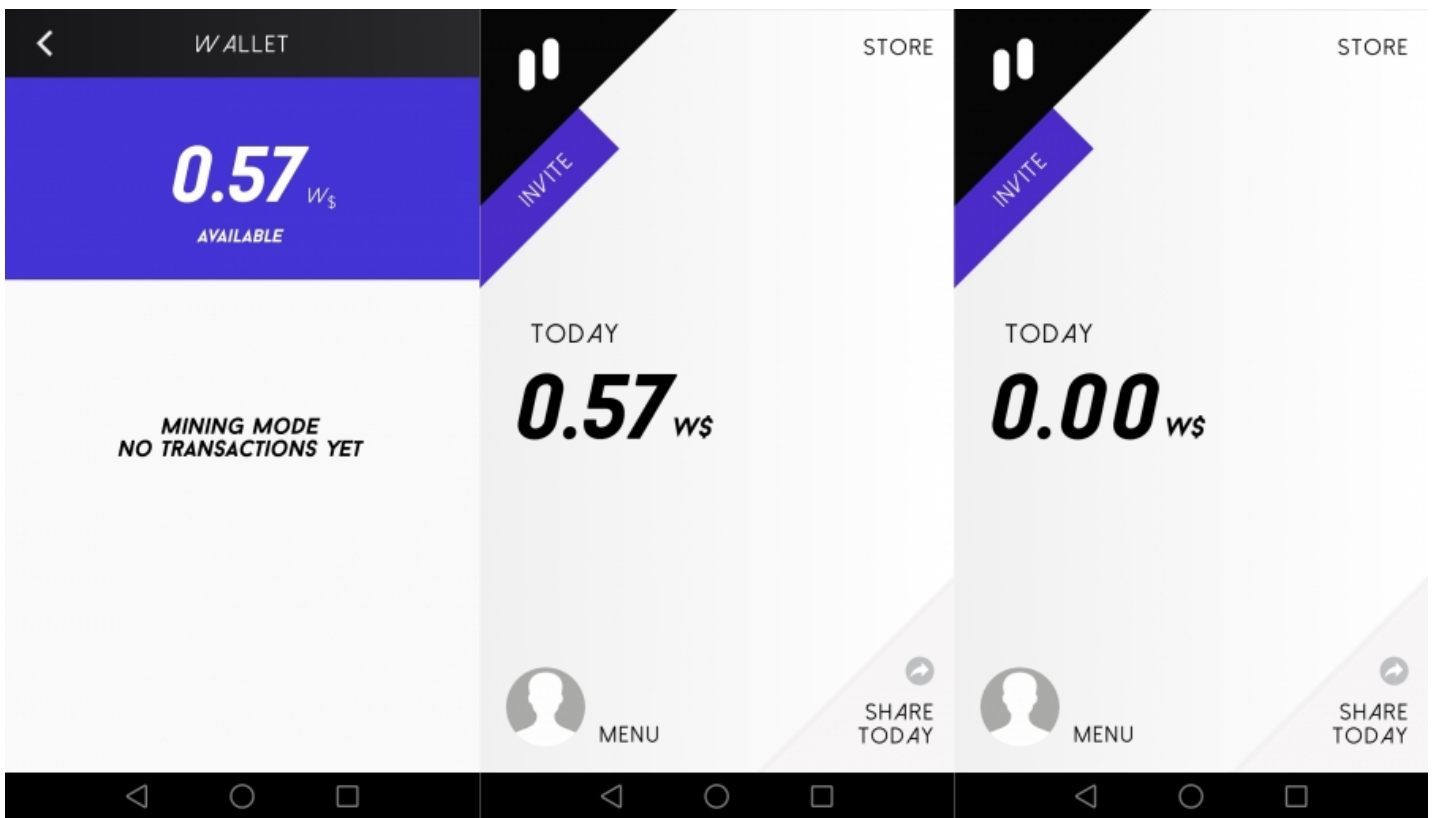 WALLET
0.57 W$
AVAILABLE
MINING MODE
NO TRANSACTIONS YET
STORE
INVITE
TODAY
0.57 W$
MENU
SHARE
TODAY
STORE
INVITE
TODAY
0.00 W$
MENU
SHARE
TODAY